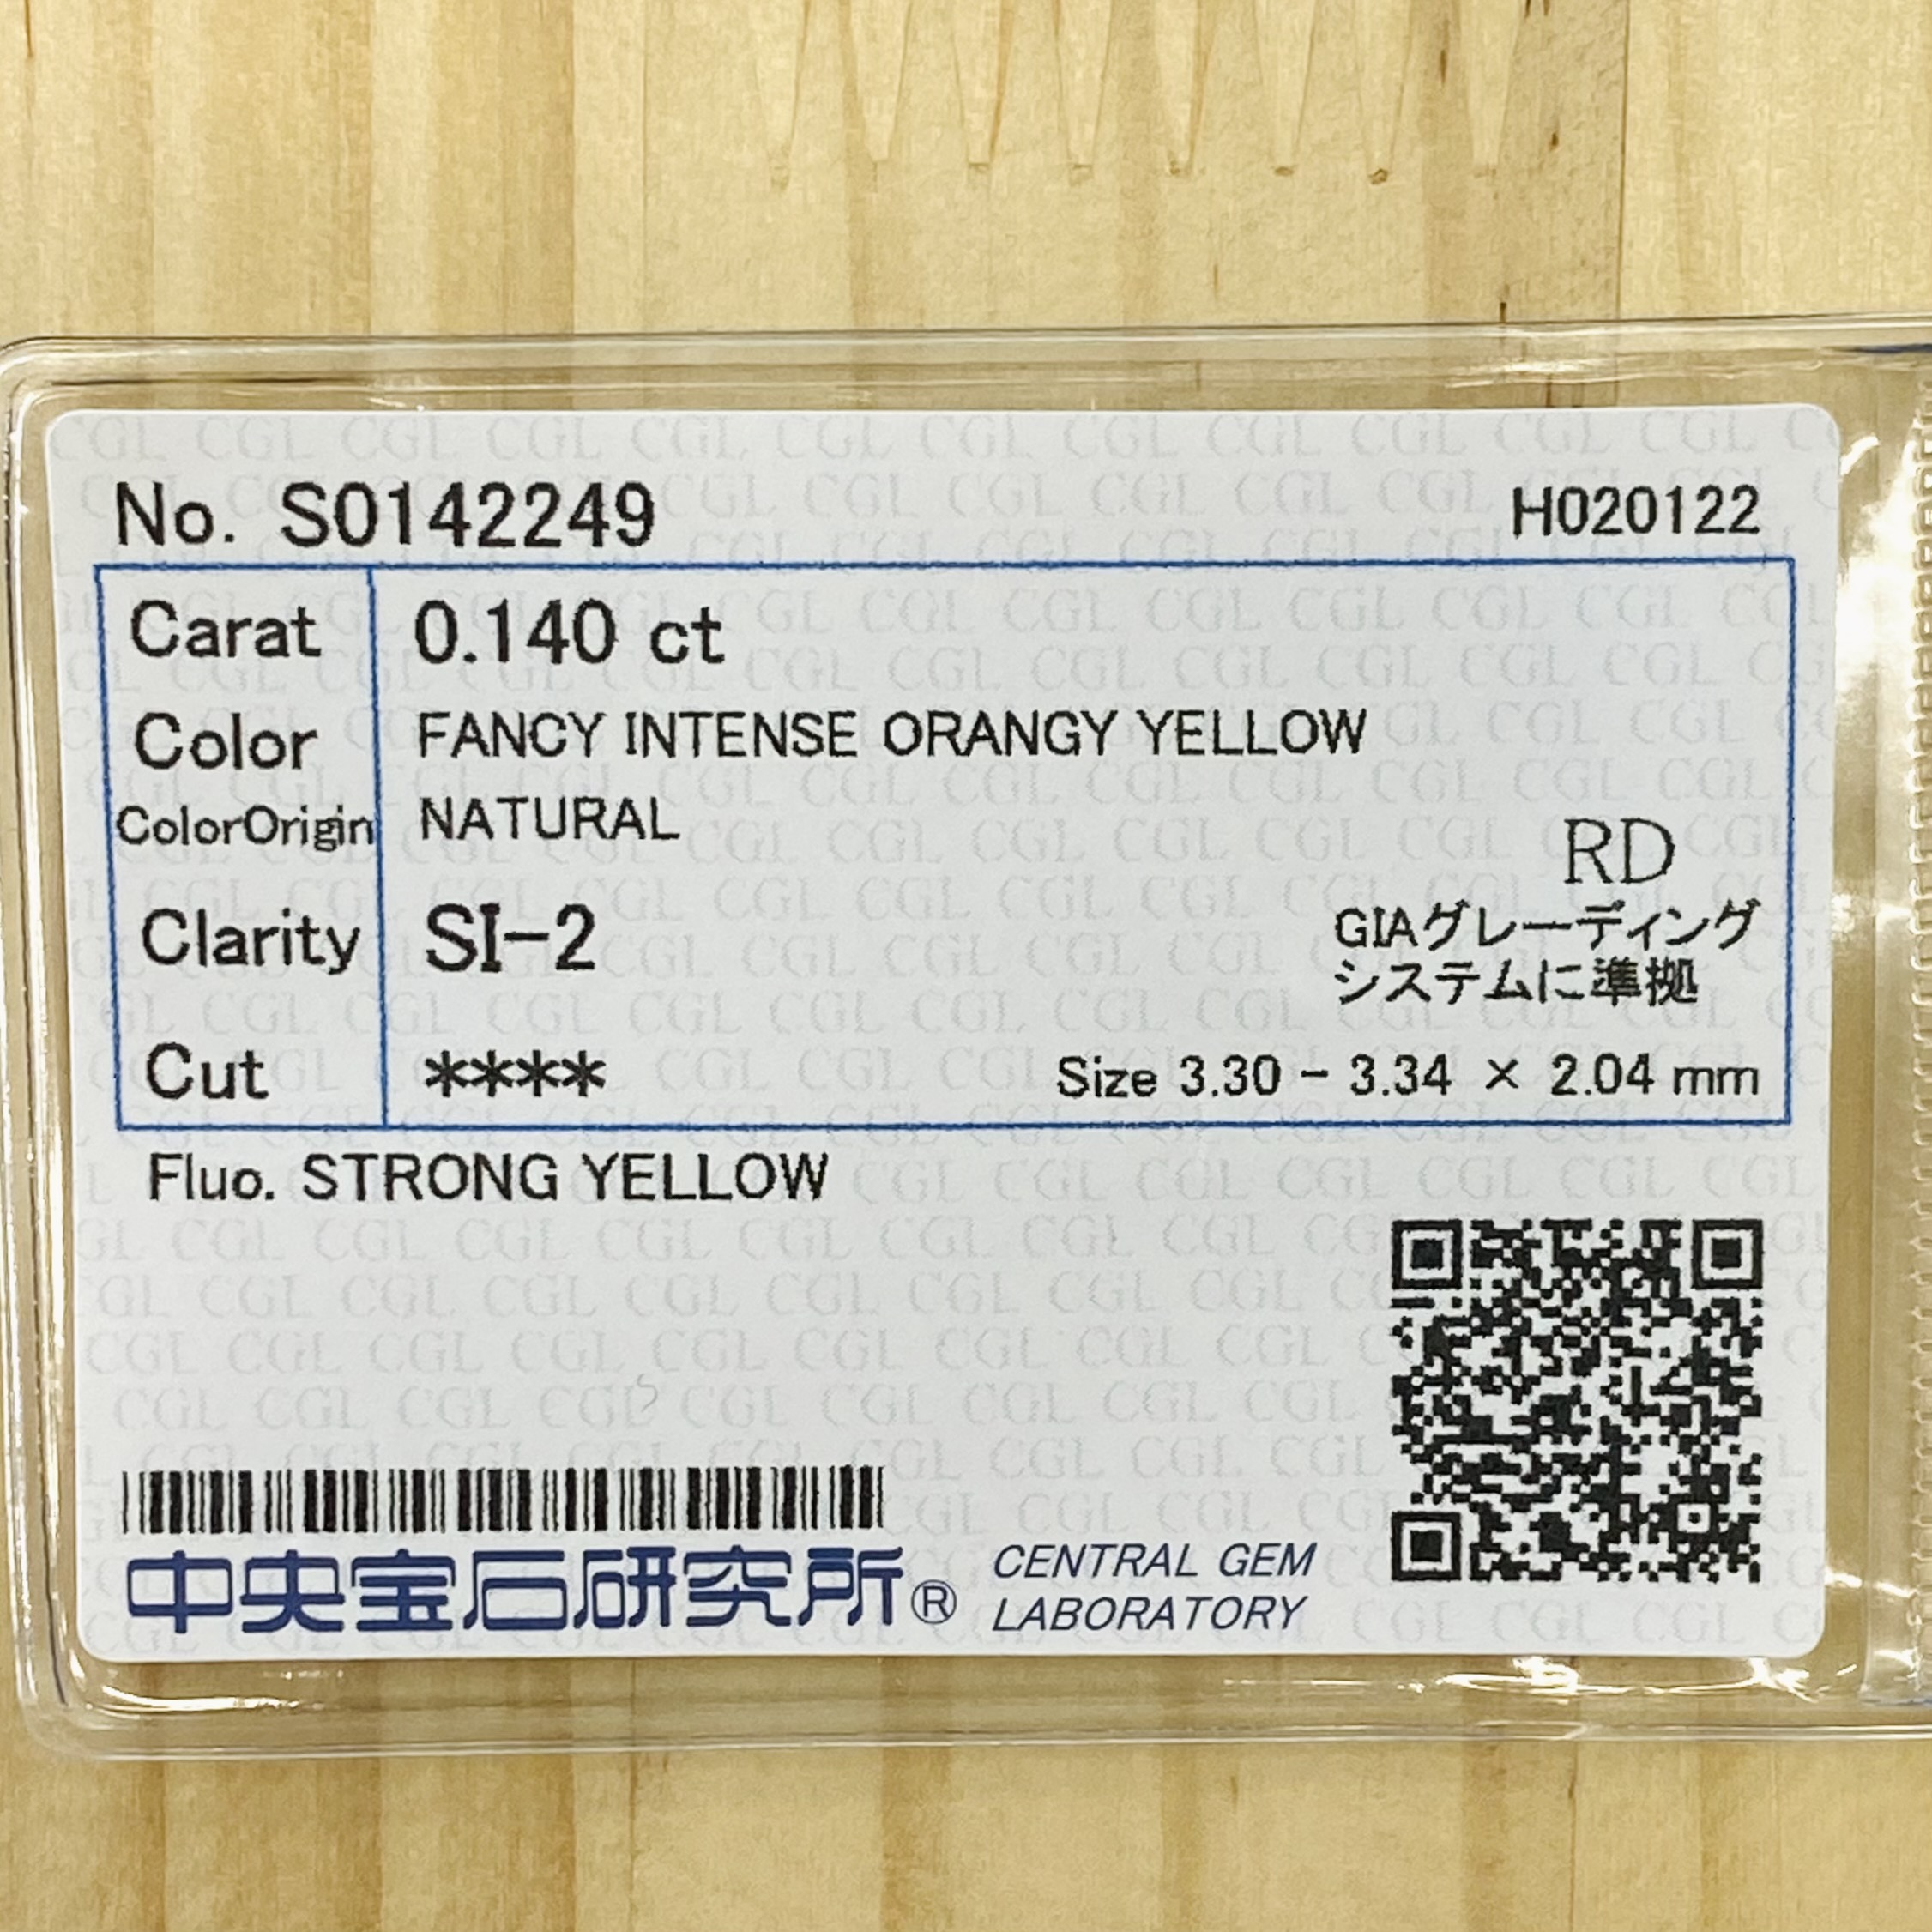 No. S0142249
H020122
Carat 0.140 ct
Color FANCY INTENSE ORANGY YELLOW
ColorOrigin NATURAL
RD
Clarity SI-2
GIAグレーディング
システムに準拠
Cut ****
Size 3.30 - 3.34 × 2.04 mm
Fluo. STRONG YELLOW
中央宝石研究所®
CENTRAL GEM
LABORATORY